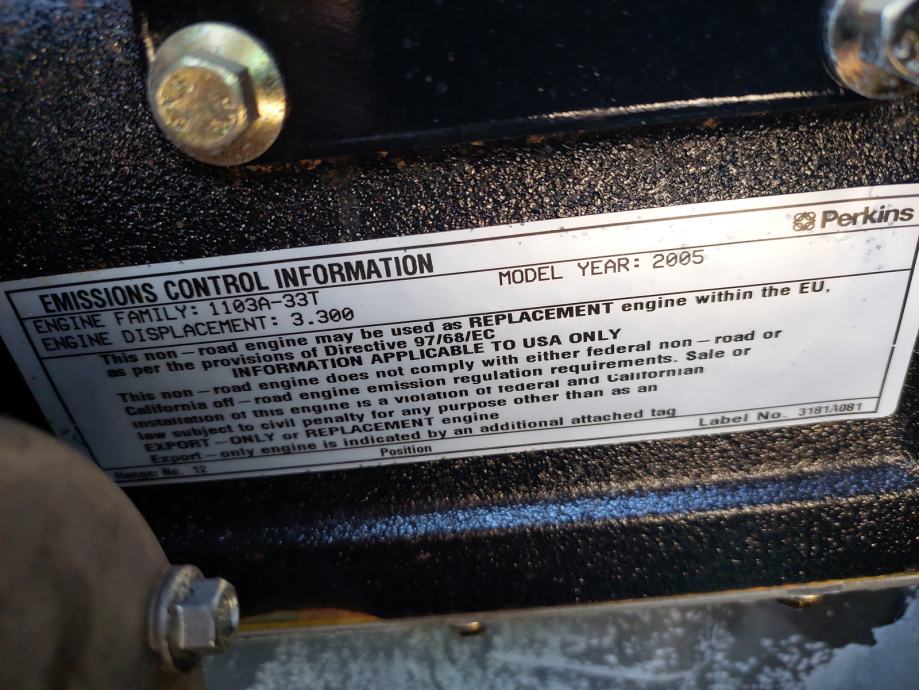 Perkins
EMISSIONS CONTROL INFORMATION
ENGINE FAMILY: 1103A-33T MODEL YEAR: 2005
ENGINE DISPLACEMENT: 3.300
This non-road engine may be used as REPLACEMENT engine within the EU,
as per the provisions of Directive 97/68/EC
INFORMATION APPLICABLE TO USA ONLY
This non-road engine does not comply with either federal non-road or
California off-road engine emission regulation requirements. Sale or
installation of this engine is a violation of federal and Californian
law subject to civil penalty for any purpose other than as an
EXPORT-ONLY or REPLACEMENT engine
Export-only engine is indicated by an additional attached tag
Hanger No. 12 Position Label No. 3181A081